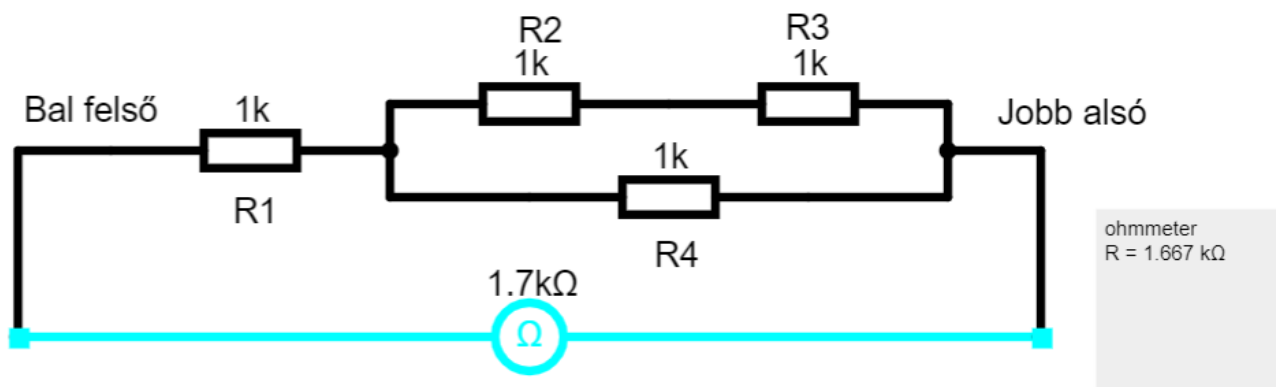 R2
R3
1k
1k
Bal felső
1k
Jobb alsó
1k
R1
R4
ohmmeter
R = 1.667 kΩ
1.7kΩ
Ω